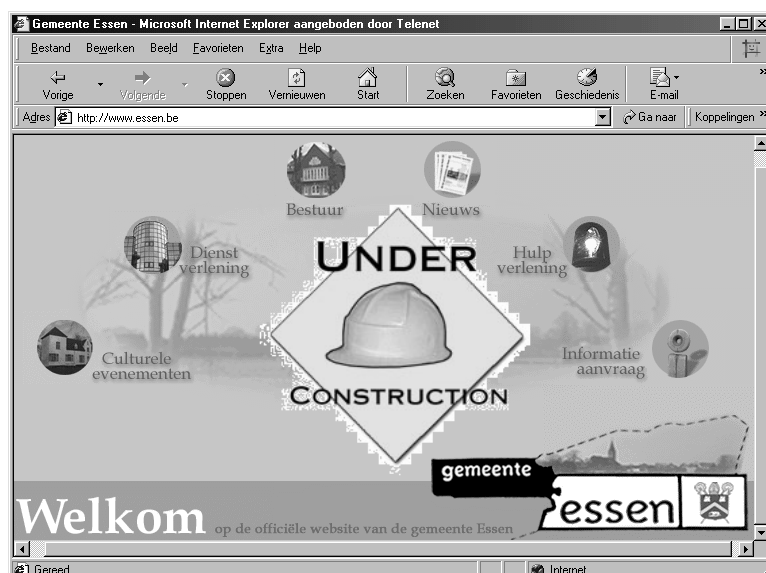 Gemeente Essen - Microsoft Internet Explorer aangeboden door Telenet
Bestand Bewerken Beeld Favorieten Extra Help
Vorige Volgende Stoppen Vernieuwen Start Zoeken Favorieten Geschiedenis E-mail
Adres http://www.essen.be Ga naar Koppelingen
Bestuur Nieuws
Dienst
verlening
Hulp
verlening
UNDER
Culturele
evenementen
Informatie
aanvraag
CONSTRUCTION
gemeente
essen
Welkom op de officiële website van de gemeente Essen
Gereed Internet